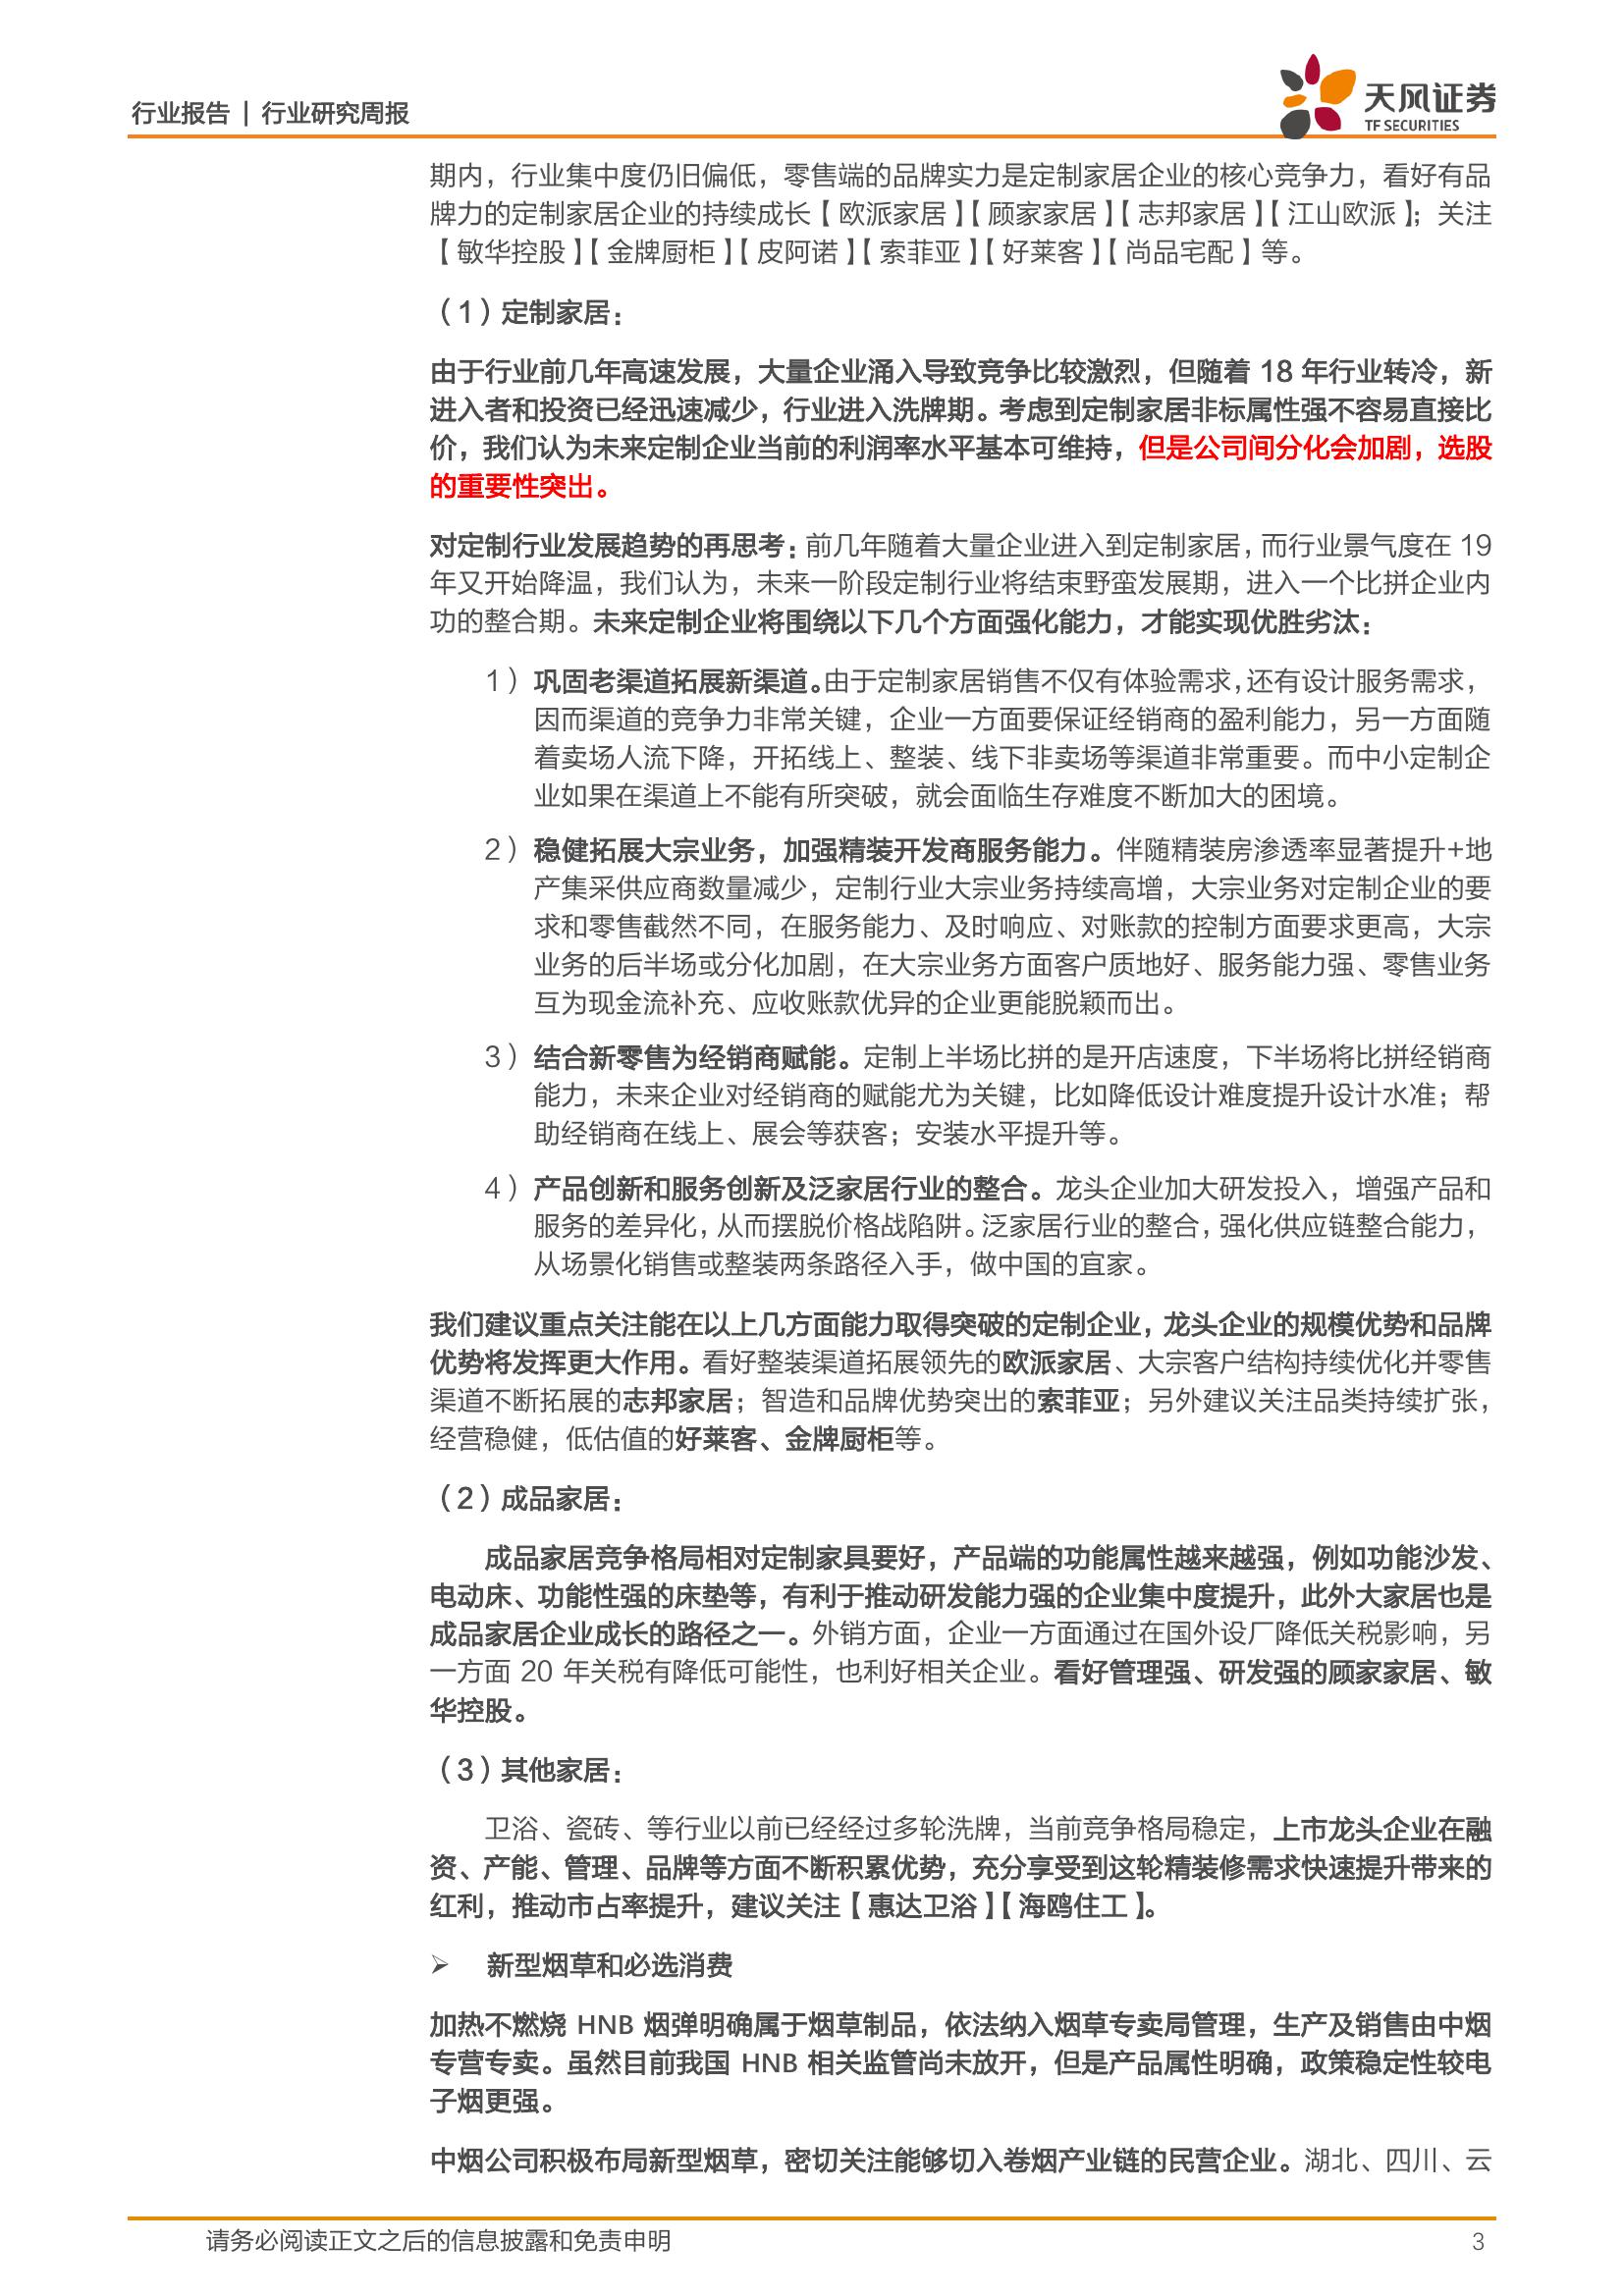 行业报告 | 行业研究周报
天风证券
TF SECURITIES
期内，行业集中度仍旧偏低，零售端的品牌实力是定制家居企业的核心竞争力，看好有品
牌力的定制家居企业的持续成长【欧派家居】【顾家家居】【志邦家居】【江山欧派】；关注
【敏华控股】【金牌厨柜】【皮阿诺】【索菲亚】【好莱客】【尚品宅配】等。
（1）定制家居：
由于行业前几年高速发展，大量企业涌入导致竞争比较激烈，但随着 18 年行业转冷，新
进入者和投资已经迅速减少，行业进入洗牌期。考虑到定制家居非标属性强不容易直接比
价，我们认为未来定制企业当前的利润率水平基本可维持，但是公司间分化会加剧，选股
的重要性突出。
对定制行业发展趋势的再思考：前几年随着大量企业进入到定制家居，而行业景气度在 19
年又开始降温，我们认为，未来一阶段定制行业将结束野蛮发展期，进入一个比拼企业内
功的整合期。未来定制企业将围绕以下几个方面强化能力，才能实现优胜劣汰：
1）巩固老渠道拓展新渠道。由于定制家居销售不仅有体验需求，还有设计服务需求，
因而渠道的竞争力非常关键，企业一方面要保证经销商的盈利能力，另一方面随
着卖场人流下降，开拓线上、整装、线下非卖场等渠道非常重要。而中小定制企
业如果在渠道上不能有所突破，就会面临生存难度不断加大的困境。
2）稳健拓展大宗业务，加强精装开发商服务能力。伴随精装房渗透率显著提升+地
产集采供应商数量减少，定制行业大宗业务持续高增，大宗业务对定制企业的要
求和零售截然不同，在服务能力、及时响应、对账款的控制方面要求更高，大宗
业务的后半场或分化加剧，在大宗业务方面客户质地好、服务能力强、零售业务
互为现金流补充、应收账款优异的企业更能脱颖而出。
3）结合新零售为经销商赋能。定制上半场比拼的是开店速度，下半场将比拼经销商
能力，未来企业对经销商的赋能尤为关键，比如降低设计难度提升设计水准；帮
助经销商在线上、展会等获客；安装水平提升等。
4）产品创新和服务创新及泛家居行业的整合。龙头企业加大研发投入，增强产品和
服务的差异化，从而摆脱价格战陷阱。泛家居行业的整合，强化供应链整合能力，
从场景化销售或整装两条路径入手，做中国的宜家。
我们建议重点关注能在以上几方面能力取得突破的定制企业，龙头企业的规模优势和品牌
优势将发挥更大作用。看好整装渠道拓展领先的欧派家居、大宗客户结构持续优化并零售
渠道不断拓展的志邦家居；智造和品牌优势突出的索菲亚；另外建议关注品类持续扩张，
经营稳健，低估值的好莱客、金牌厨柜等。
（2）成品家居：
成品家居竞争格局相对定制家具要好，产品端的功能属性越来越强，例如功能沙发、
电动床、功能性强的床垫等，有利于推动研发能力强的企业集中度提升，此外大家居也是
成品家居企业成长的路径之一。外销方面，企业一方面通过在国外设厂降低关税影响，另
一方面 20 年关税有降低可能性，也利好相关企业。看好管理强、研发强的顾家家居、敏
华控股。
（3）其他家居：
卫浴、瓷砖、等行业以前已经经过多轮洗牌，当前竞争格局稳定，上市龙头企业在融
资、产能、管理、品牌等方面不断积累优势，充分享受到这轮精装修需求快速提升带来的
红利，推动市占率提升，建议关注【惠达卫浴】【海鸥住工】。
➢ 新型烟草和必选消费
加热不燃烧 HNB 烟弹明确属于烟草制品，依法纳入烟草专卖局管理，生产及销售由中烟
专营专卖。虽然目前我国 HNB 相关监管尚未放开，但是产品属性明确，政策稳定性较电
子烟更强。
中烟公司积极布局新型烟草，密切关注能够切入卷烟产业链的民营企业。湖北、四川、云
请务必阅读正文之后的信息披露和免责申明
3